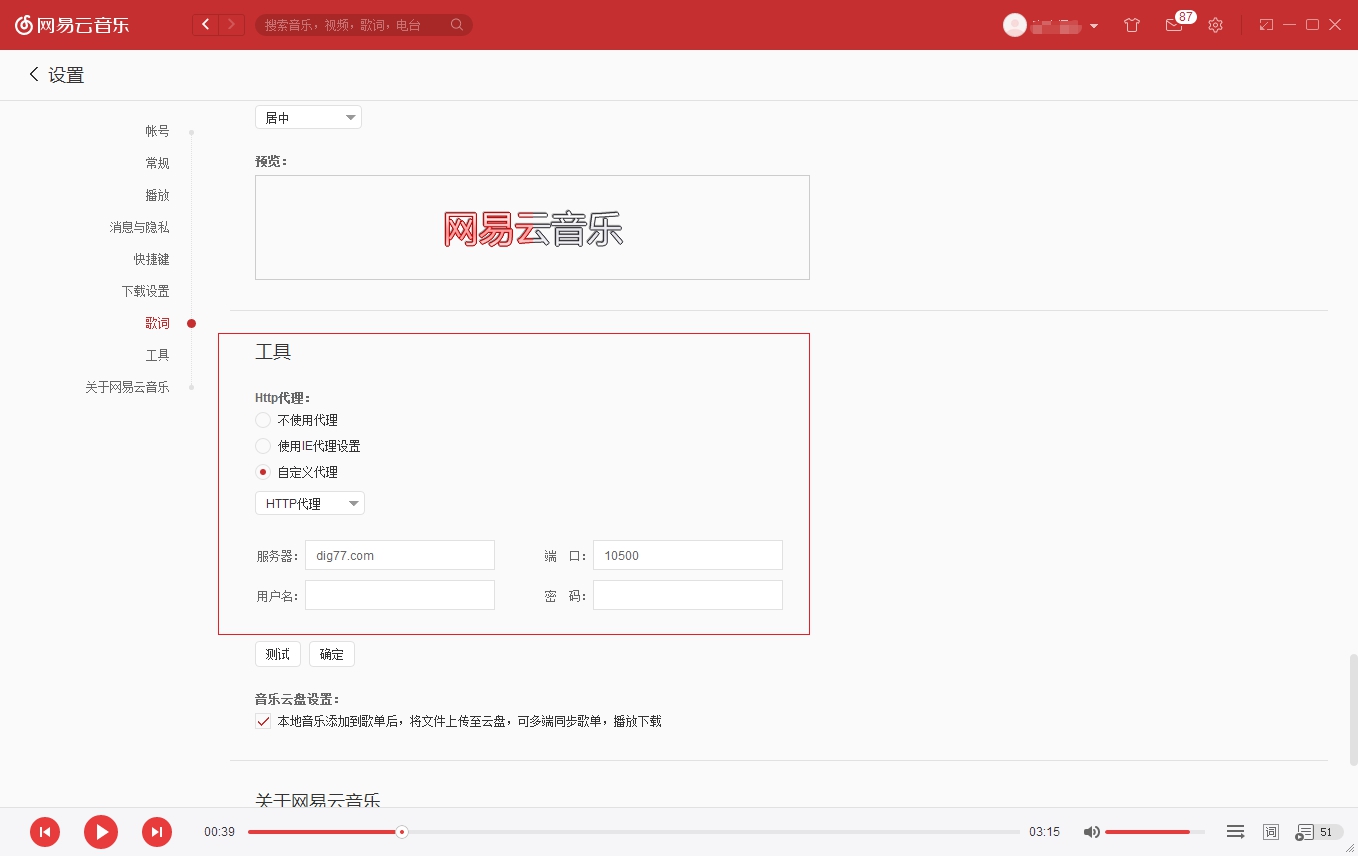 网易云音乐
搜索音乐，视频，歌词，电台
87
设置
帐号
常规
播放
消息与隐私
快捷键
下载设置
歌词
工具
关于网易云音乐
居中
预览：
网易云音乐
工具
Http代理：
不使用代理
使用IE代理设置
自定义代理
HTTP代理
服务器： dig77.com 端 口： 10500
用户名： 密 码：
测试 确定
音乐云盘设置：
本地音乐添加到歌单后，将文件上传至云盘，可多端同步歌单，播放下载
关于网易云音乐
00:39 03:15 词 51